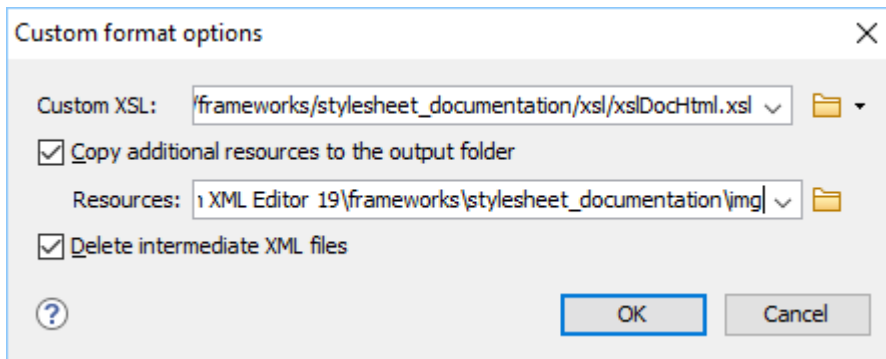 Custom format options
Custom XSL: /frameworks/stylesheet_documentation/xsl/xslDocHtml.xsl
Copy additional resources to the output folder
Resources: XML Editor 19\frameworks\stylesheet_documentation\img
Delete intermediate XML files
? OK Cancel